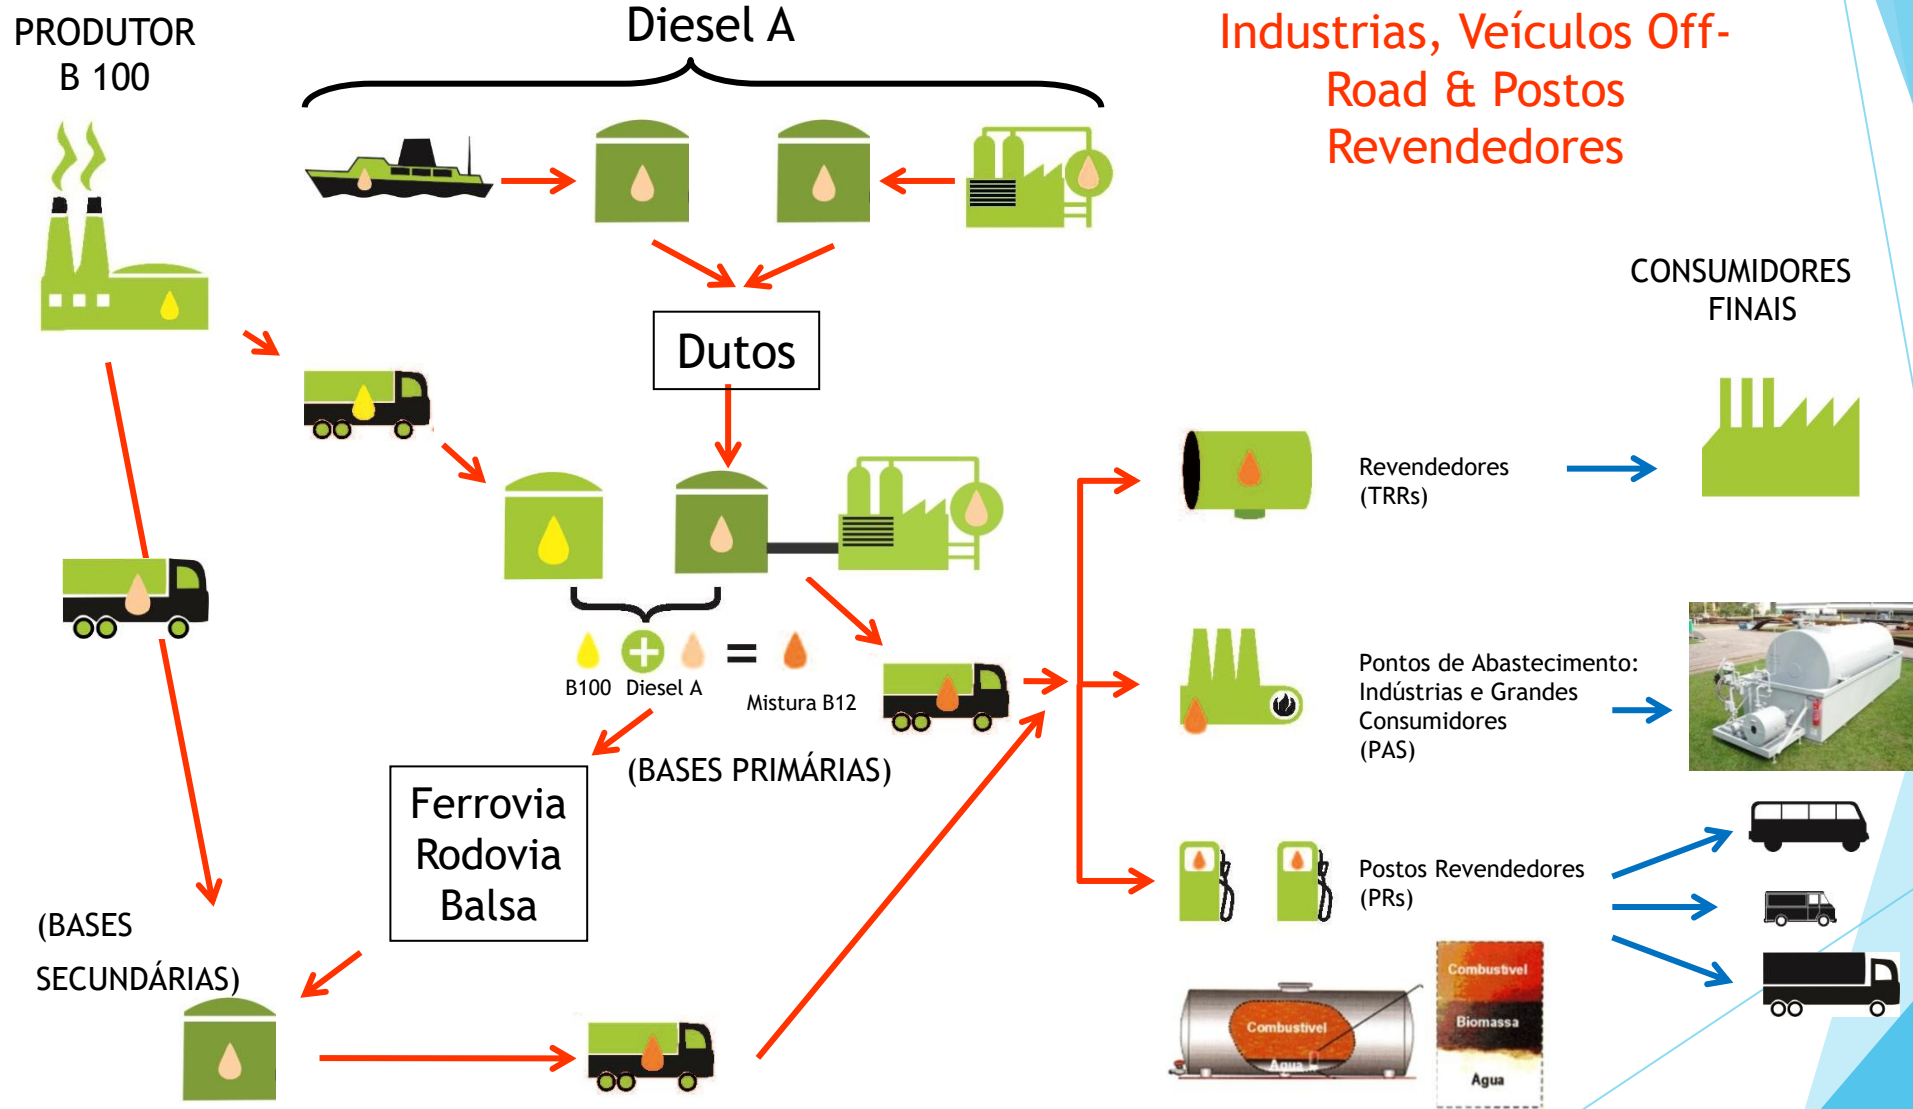 PRODUTOR
B 100
Diesel A
Industrias, Veículos Off-
Road & Postos
Revendedores
CONSUMIDORES
FINAIS
Dutos
Revendedores
(TRRs)
B100
Diesel A
Mistura B12
(BASES PRIMÁRIAS)
Pontos de Abastecimento:
Indústrias e Grandes
Consumidores
(PAS)
Ferrovia
Rodovia
Balsa
Postos Revendedores
(PRs)
(BASES
SECUNDÁRIAS)
Combustível
Água
Combustível
Biomassa
Água